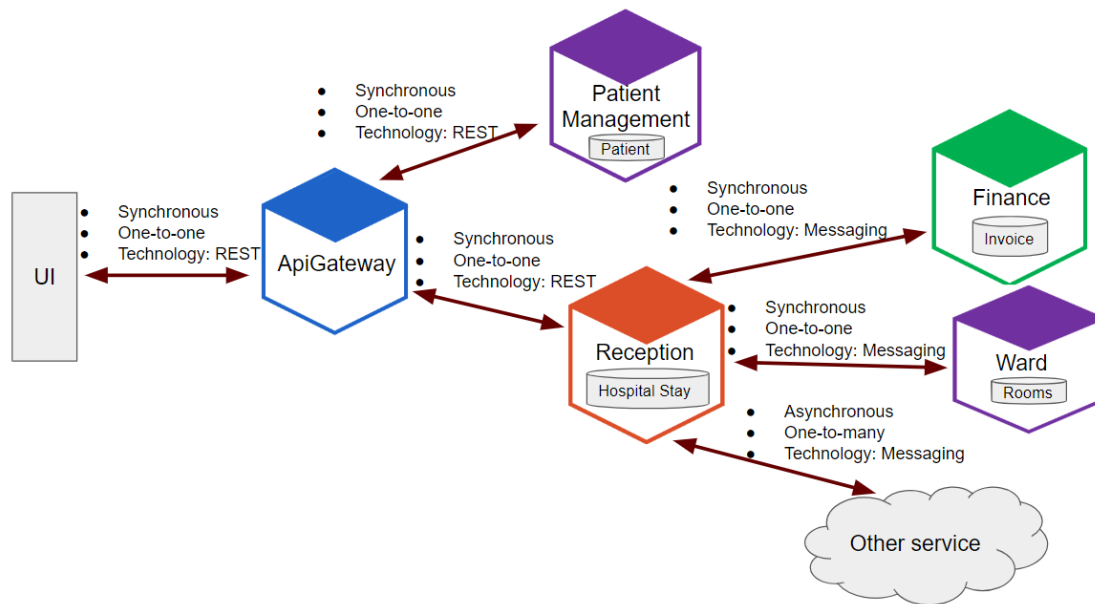 ● Synchronous
● One-to-one
● Technology: REST
Patient
Management
Patient
● Synchronous
● One-to-one
● Technology: REST
UI
ApiGateway
● Synchronous
● One-to-one
● Technology: REST
● Synchronous
● One-to-one
● Technology: Messaging
Finance
Invoice
Reception
Hospital Stay
● Synchronous
● One-to-one
● Technology: Messaging
Ward
Rooms
● Asynchronous
● One-to-many
● Technology: Messaging
Other service